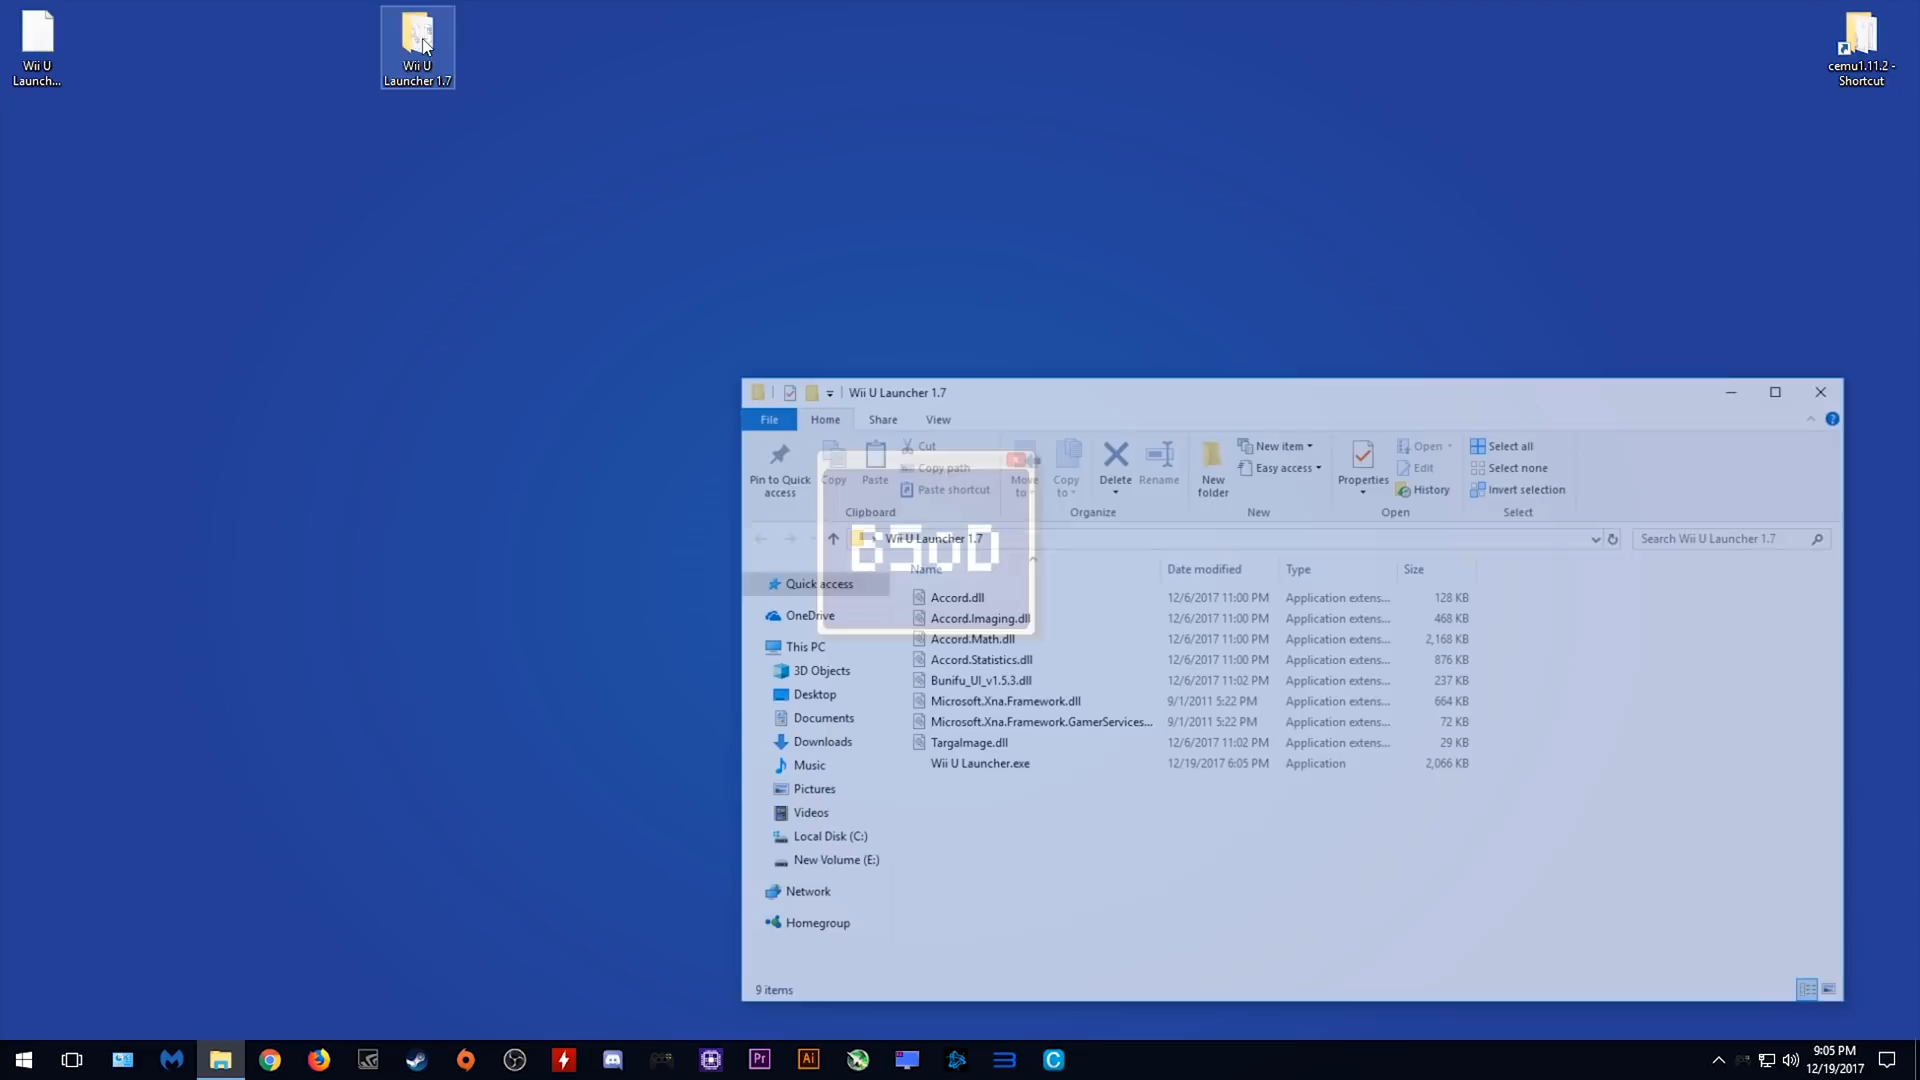 Wii U
Launch...
Wii U
Launcher 1.7
cemu1.11.2 -
Shortcut
Wii U Launcher 1.7
File
Home
Share
View
Pin to Quick
access
Copy
Paste
Cut
Copy path
Paste shortcut
Clipboard
Move
to
Copy
to
Delete
Rename
Organize
New
folder
New item
Easy access
New
Properties
Open
Edit
History
Open
Select all
Select none
Invert selection
Select
Wii U Launcher 1.7
Search Wii U Launcher 1.7
BSoD
Name
Date modified
Type
Size
Quick access
OneDrive
This PC
3D Objects
Desktop
Documents
Downloads
Music
Pictures
Videos
Local Disk (C:)
New Volume (E:)
Network
Homegroup
Accord.dll 12/6/2017 11:00 PM Application extens... 128 KB
Accord.Imaging.dll 12/6/2017 11:00 PM Application extens... 468 KB
Accord.Math.dll 12/6/2017 11:00 PM Application extens... 2,168 KB
Accord.Statistics.dll 12/6/2017 11:00 PM Application extens... 876 KB
Bunifu_UI_v1.5.3.dll 12/6/2017 11:02 PM Application extens... 237 KB
Microsoft.Xna.Framework.dll 9/1/2011 5:22 PM Application extens... 664 KB
Microsoft.Xna.Framework.GamerServices... 9/1/2011 5:22 PM Application extens... 72 KB
TargaImage.dll 12/6/2017 11:02 PM Application extens... 29 KB
Wii U Launcher.exe 12/19/2017 6:05 PM Application 2,066 KB
9 items
Pr
Ai
C
9:05 PM
12/19/2017